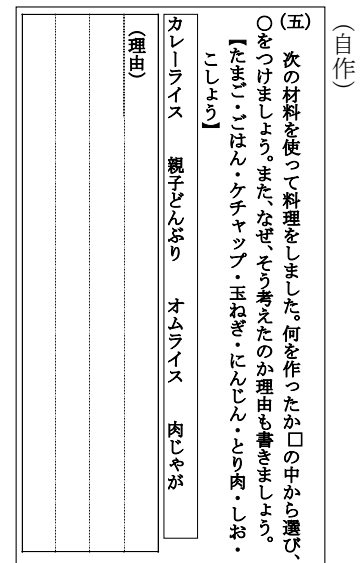 （自作）
（五）　次の材料を使って料理をしました。何を作ったか□の中から選び、
○をつけましょう。また、なぜ、そう考えたのか理由も書きましょう。
【たまご・ごはん・ケチャップ・玉ねぎ・にんじん・とり肉・しお・
こしょう】
カレーライス　　親子どんぶり　　オムライス　　肉じゃが
（理由）